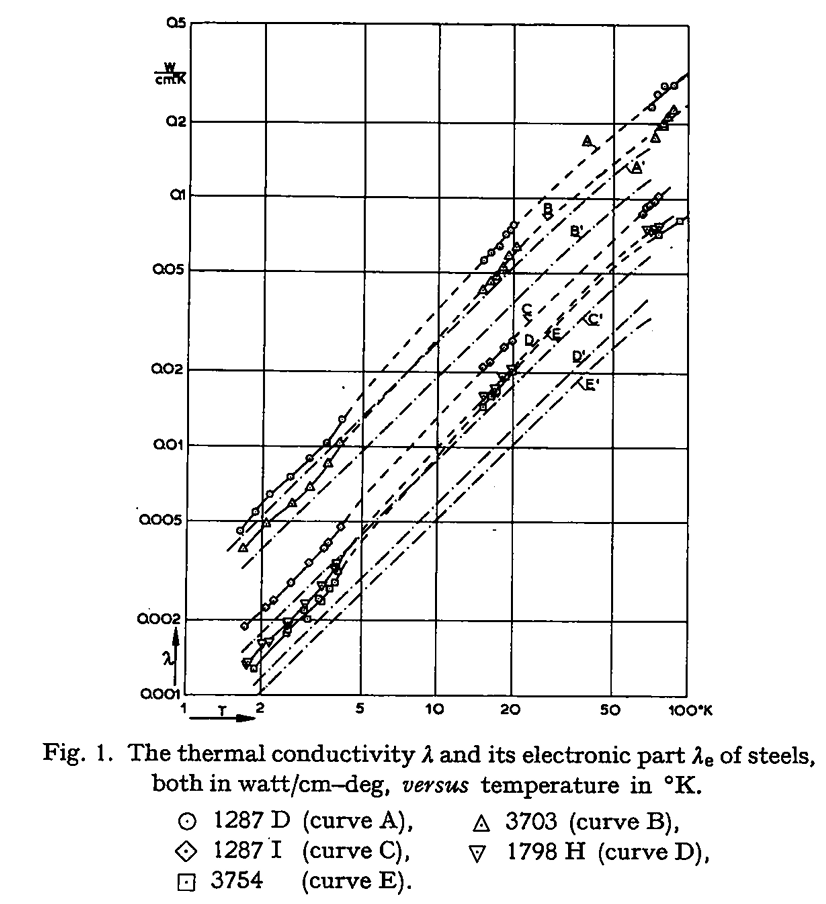 0.5
W
cm°K
0.2
A
A'
0.1
B
B'
0.05
C
C'
D
E
0.02
D'
E'
0.01
0.005
0.002
λ
0.001
1 T 2 5 10 20 50 100°K
Fig. 1. The thermal conductivity λ and its electronic part λe of steels,
both in watt/cm–deg, versus temperature in °K.
⊙ 1287 D (curve A), △ 3703 (curve B),
◇ 1287 I (curve C), ▽ 1798 H (curve D),
⊡ 3754 (curve E).